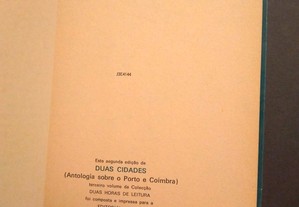 Esta segunda edição de
DUAS CIDADES
(Antologia sobre o Porto e Coimbra)
terceiro volume da Colecção
DUAS HORAS DE LEITURA
foi composta e impressa para a